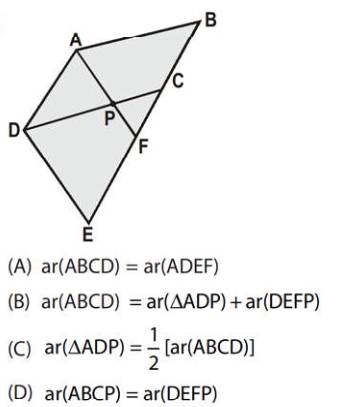 B
A
C
D
P
F
E
(A) ar(ABCD) = ar(ADEF)
(B) ar(ABCD) = ar(ΔADP) + ar(DEFP)
(C) ar(ΔADP) = 1/2 [ar(ABCD)]
(D) ar(ABCP) = ar(DEFP)